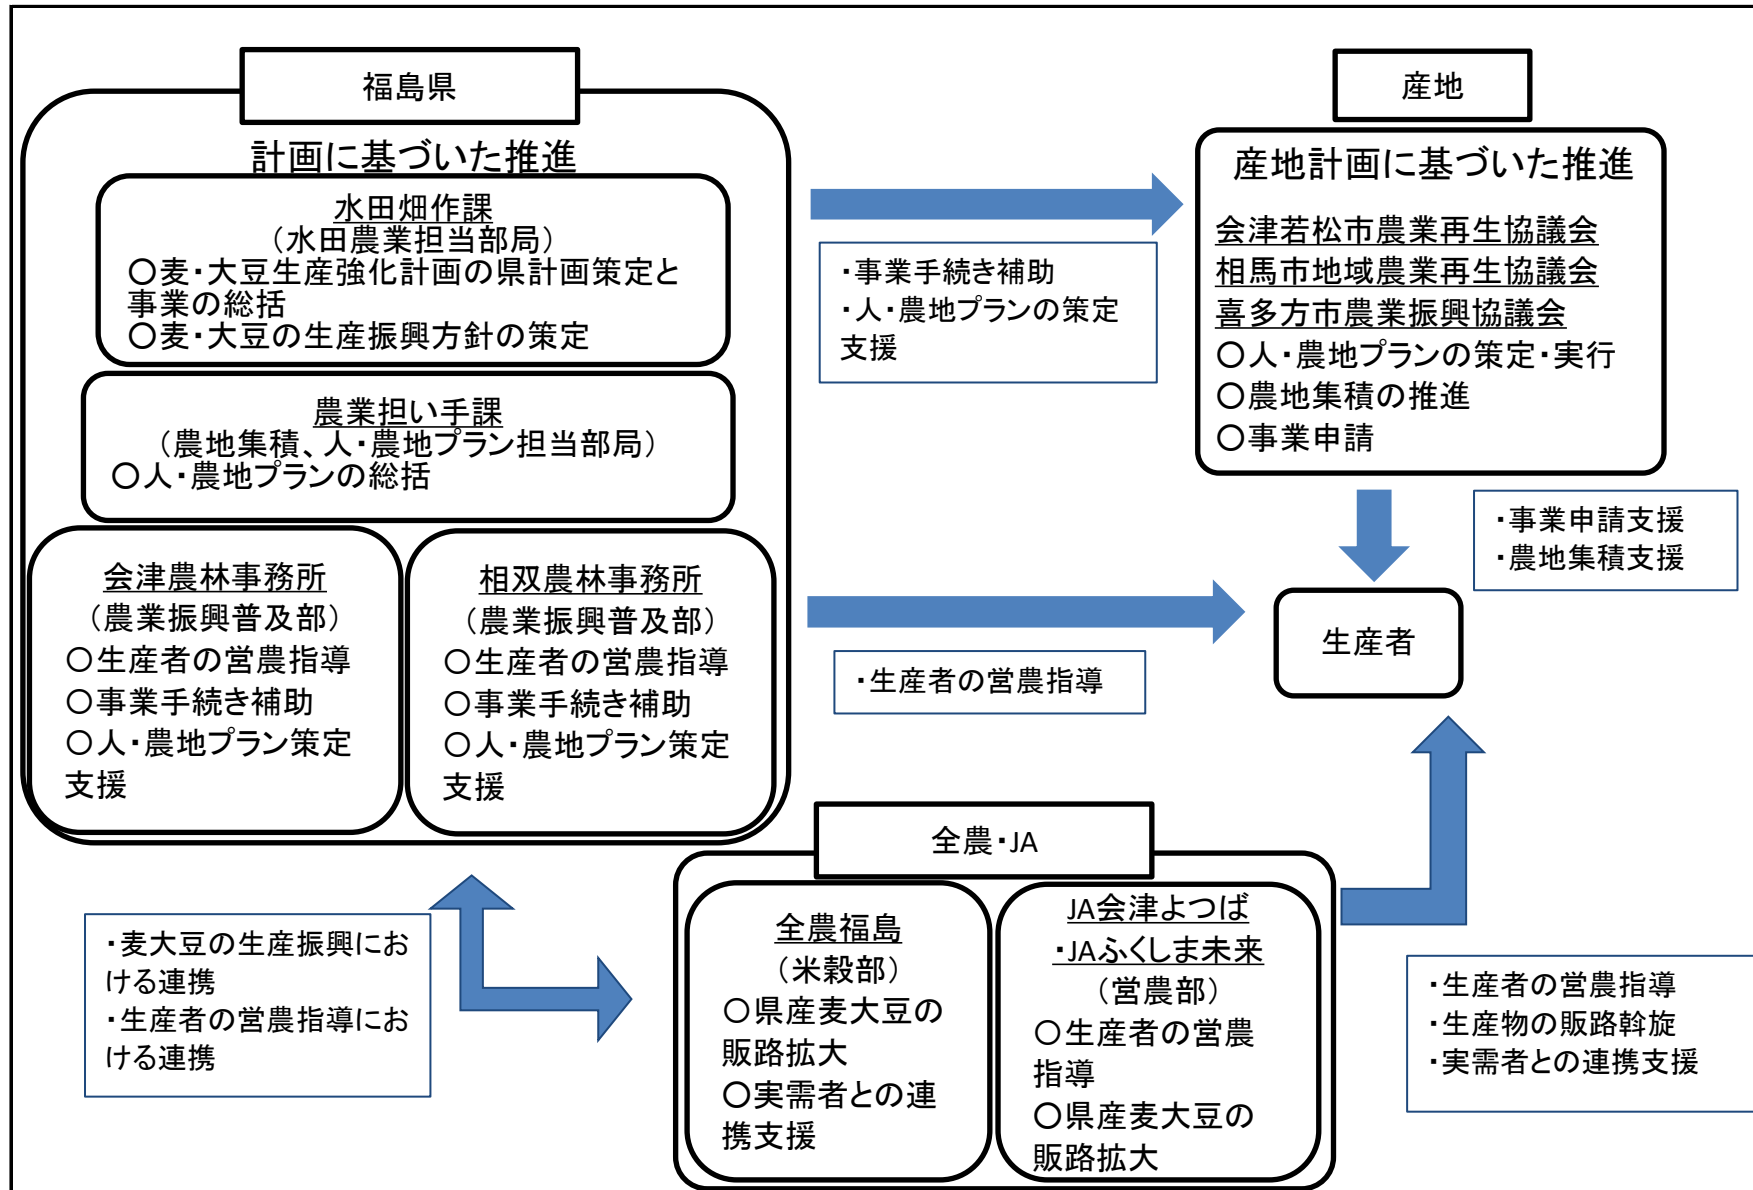 福島県
計画に基づいた推進
水田畑作課
（水田農業担当部局）
○麦・大豆生産強化計画の県計画策定と
事業の総括
○麦・大豆の生産振興方針の策定
農業担い手課
（農地集積、人・農地プラン担当部局）
○人・農地プランの総括
会津農林事務所
（農業振興普及部）
○生産者の営農指導
○事業手続き補助
○人・農地プラン策定
支援
相双農林事務所
（農業振興普及部）
○生産者の営農指導
○事業手続き補助
○人・農地プラン策定
支援
・事業手続き補助
・人・農地プランの策定
支援
産地
産地計画に基づいた推進
会津若松市農業再生協議会
相馬市地域農業再生協議会
喜多方市農業振興協議会
○人・農地プランの策定・実行
○農地集積の推進
○事業申請
・事業申請支援
・農地集積支援
生産者
・生産者の営農指導
全農・JA
全農福島
（米穀部）
○県産麦大豆の
販路拡大
○実需者との連
携支援
JA会津よつば
・JAふくしま未来
（営農部）
○生産者の営農
指導
○県産麦大豆の
販路拡大
・麦大豆の生産振興にお
ける連携
・生産者の営農指導にお
ける連携
・生産者の営農指導
・生産物の販路斡旋
・実需者との連携支援